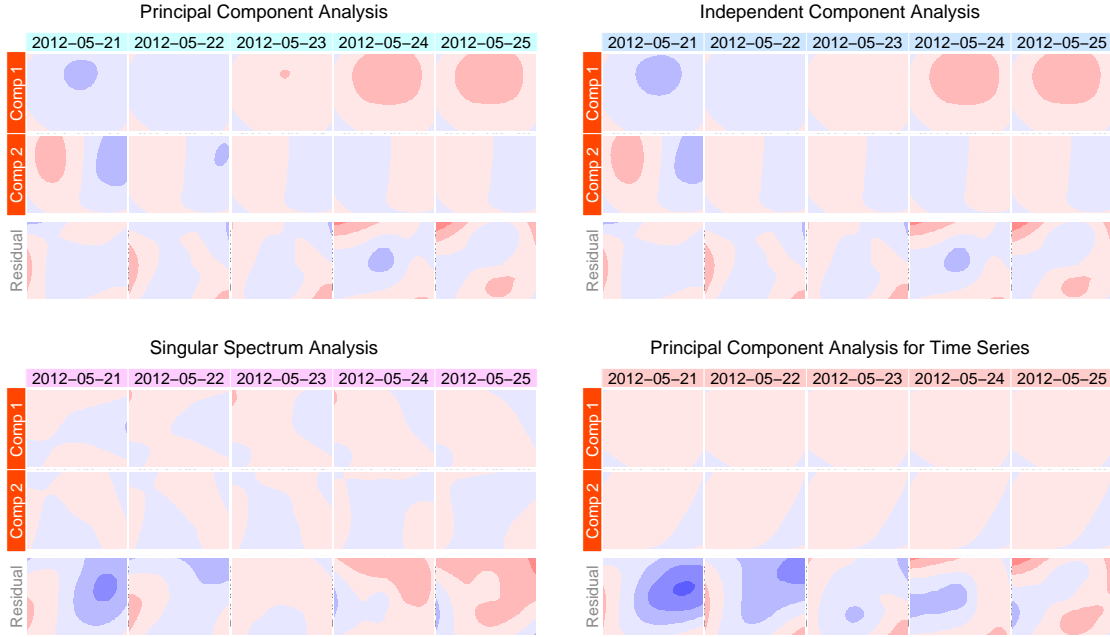 Principal Component Analysis
2012−05−21 2012−05−22 2012−05−23 2012−05−24 2012−05−25
Comp 1
Comp 2
Residual
Independent Component Analysis
2012−05−21 2012−05−22 2012−05−23 2012−05−24 2012−05−25
Comp 1
Comp 2
Residual
Singular Spectrum Analysis
2012−05−21 2012−05−22 2012−05−23 2012−05−24 2012−05−25
Comp 1
Comp 2
Residual
Principal Component Analysis for Time Series
2012−05−21 2012−05−22 2012−05−23 2012−05−24 2012−05−25
Comp 1
Comp 2
Residual